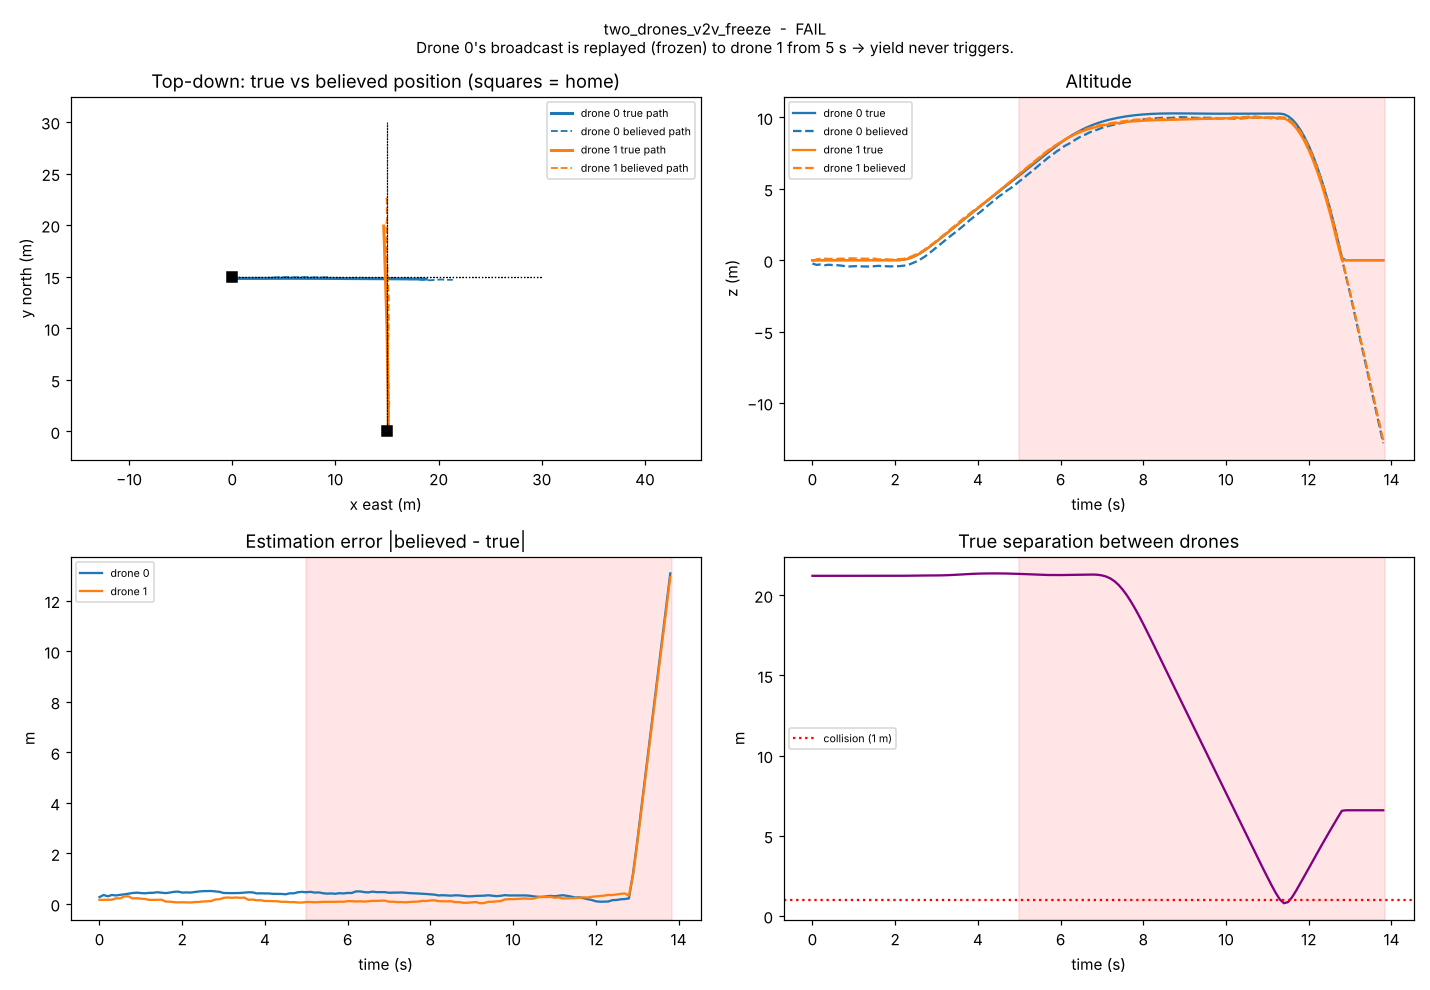 two_drones_v2v_freeze - FAIL
Drone 0's broadcast is replayed (frozen) to drone 1 from 5 s → yield never triggers.
Top-down: true vs believed position (squares = home)
drone 0 true path
drone 0 believed path
drone 1 true path
drone 1 believed path
30
25
20
15
10
5
0
y north (m)
−10
0
10
20
30
40
x east (m)
Altitude
drone 0 true
drone 0 believed
drone 1 true
drone 1 believed
10
5
0
−5
−10
z (m)
0
2
4
6
8
10
12
14
time (s)
Estimation error |believed - true|
drone 0
drone 1
12
10
8
6
4
2
0
m
0
2
4
6
8
10
12
14
time (s)
True separation between drones
collision (1 m)
20
15
10
5
0
m
0
2
4
6
8
10
12
14
time (s)